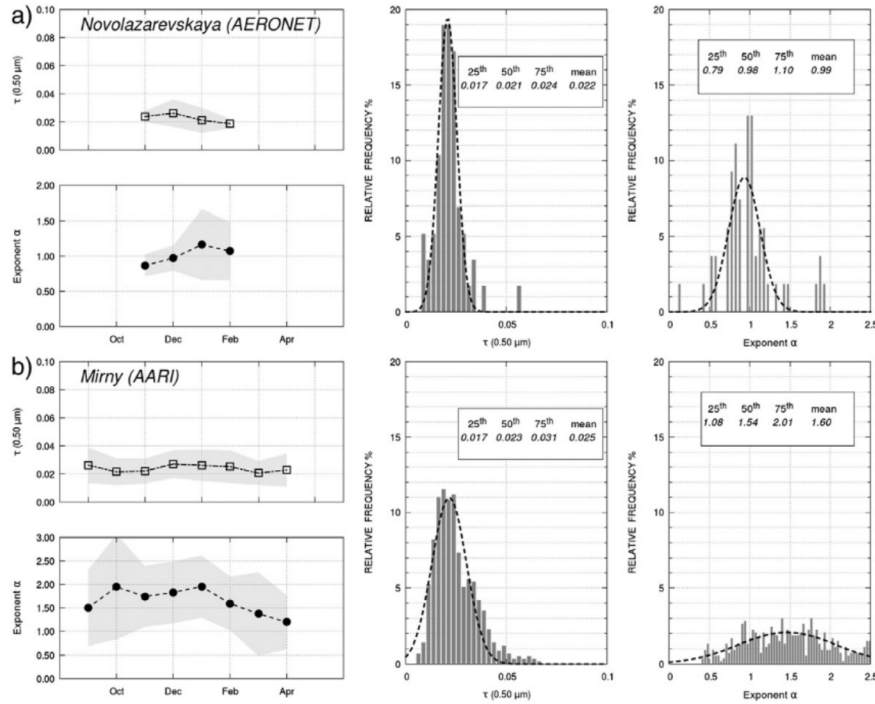 a)
Novolazarevskaya (AERONET)
τ (0.50 µm)
0.10
0.08
0.06
0.04
0.02
0.00
Exponent α
2.00
1.50
1.00
0.50
0.00
Oct Dec Feb Apr
RELATIVE FREQUENCY %
20
15
10
5
0
25th 50th 75th mean
0.017 0.021 0.024 0.022
0 0.05 0.1
τ (0.50 µm)
RELATIVE FREQUENCY %
20
15
10
5
0
25th 50th 75th mean
0.79 0.98 1.10 0.99
0 0.5 1 1.5 2 2.5
Exponent α
b)
Mirny (AARI)
τ (0.50 µm)
0.10
0.08
0.06
0.04
0.02
0.00
Exponent α
3.00
2.50
2.00
1.50
1.00
0.50
0.00
Oct Dec Feb Apr
RELATIVE FREQUENCY %
20
15
10
5
0
25th 50th 75th mean
0.017 0.023 0.031 0.025
0 0.05 0.1
τ (0.50 µm)
RELATIVE FREQUENCY %
20
15
10
5
0
25th 50th 75th mean
1.08 1.54 2.01 1.60
0 0.5 1 1.5 2 2.5
Exponent α